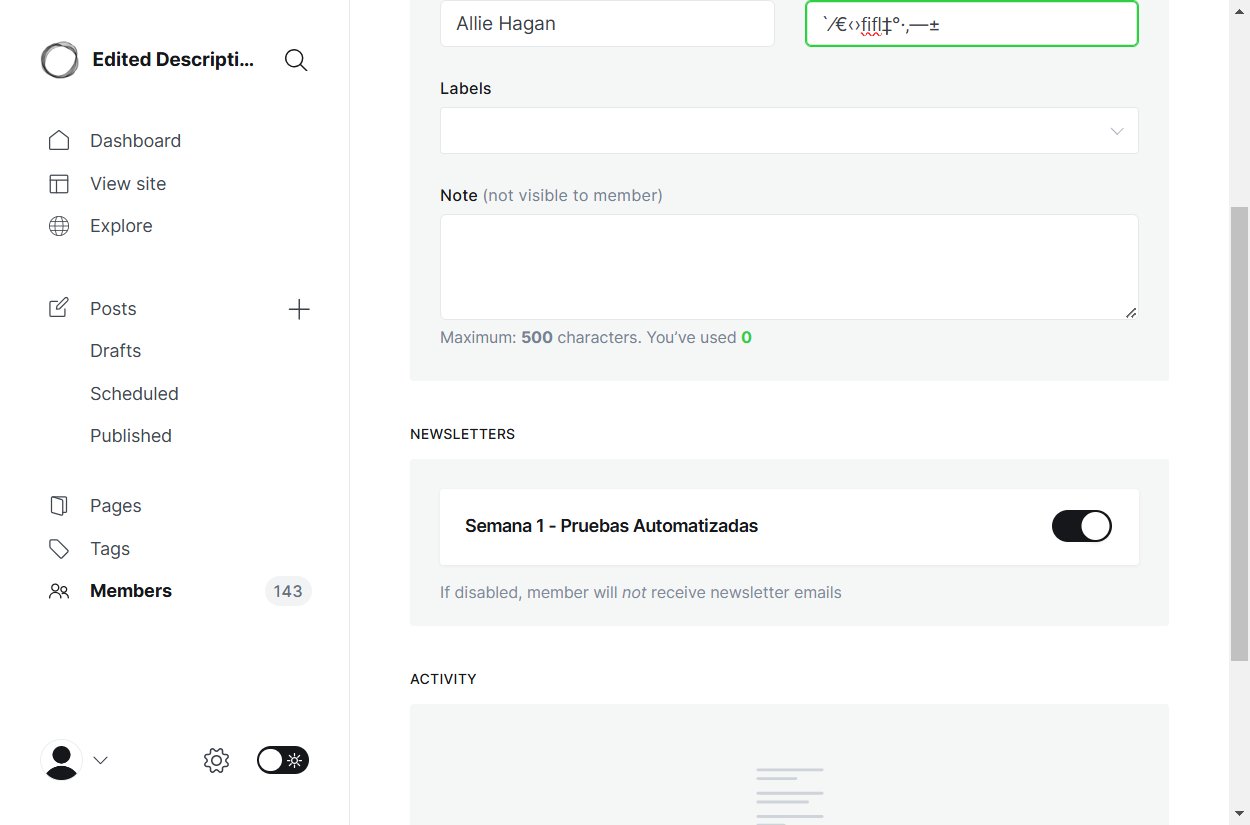 Edited Descripti...
Dashboard
View site
Explore
Posts
Drafts
Scheduled
Published
Pages
Tags
Members 143
Allie Hagan
`⁄€‹›ﬁﬂ‡°·‚—±
Labels
Note (not visible to member)
Maximum: 500 characters. You’ve used 0
NEWSLETTERS
Semana 1 - Pruebas Automatizadas
If disabled, member will not receive newsletter emails
ACTIVITY